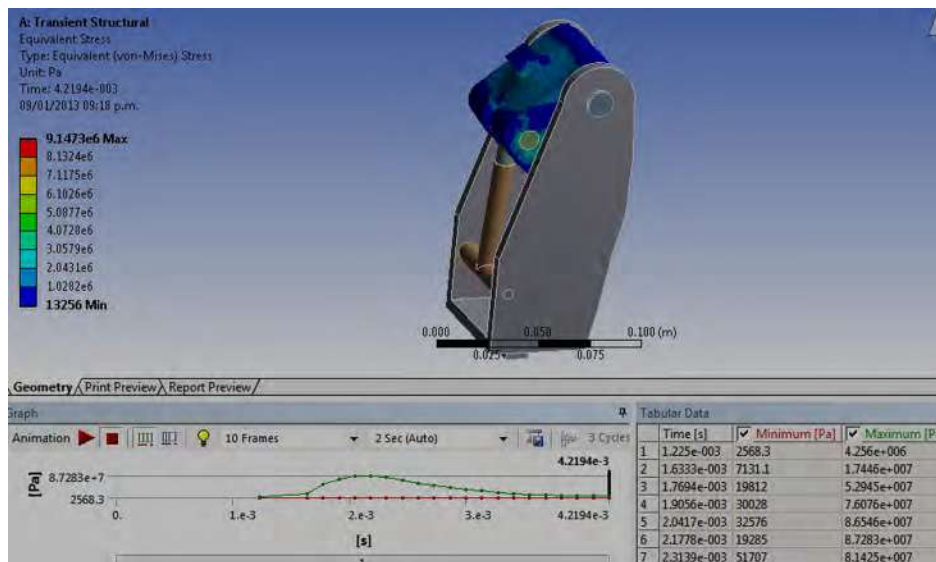 A: Transient Structural
Equivalent Stress
Type: Equivalent (von-Mises) Stress
Unit: Pa
Time: 4.2194e-003
09/01/2013 09:18 p.m.
9.1473e6 Max
8.1324e6
7.1175e6
6.1026e6
5.0877e6
4.0728e6
3.0579e6
2.0431e6
1.0282e6
13256 Min
0.000 0.050 0.100 (m)
0.025 0.075
Geometry Print Preview Report Preview
Graph
Animation 10 Frames 2 Sec (Auto) 3 Cycles
4.2194e-3
[Pa]
8.7283e+7
2568.3
0. 1.e-3 2.e-3 3.e-3 4.2194e-3
[s]
1
Tabular Data
Time [s] Minimum [Pa] Maximum [P
1 1.225e-003 2568.3 4.256e+006
2 1.6333e-003 7131.1 1.7446e+007
3 1.7694e-003 19812 5.2945e+007
4 1.9056e-003 30028 7.6076e+007
5 2.0417e-003 32576 8.6546e+007
6 2.1778e-003 19285 8.7283e+007
7 2.3139e-003 51707 8.1425e+007